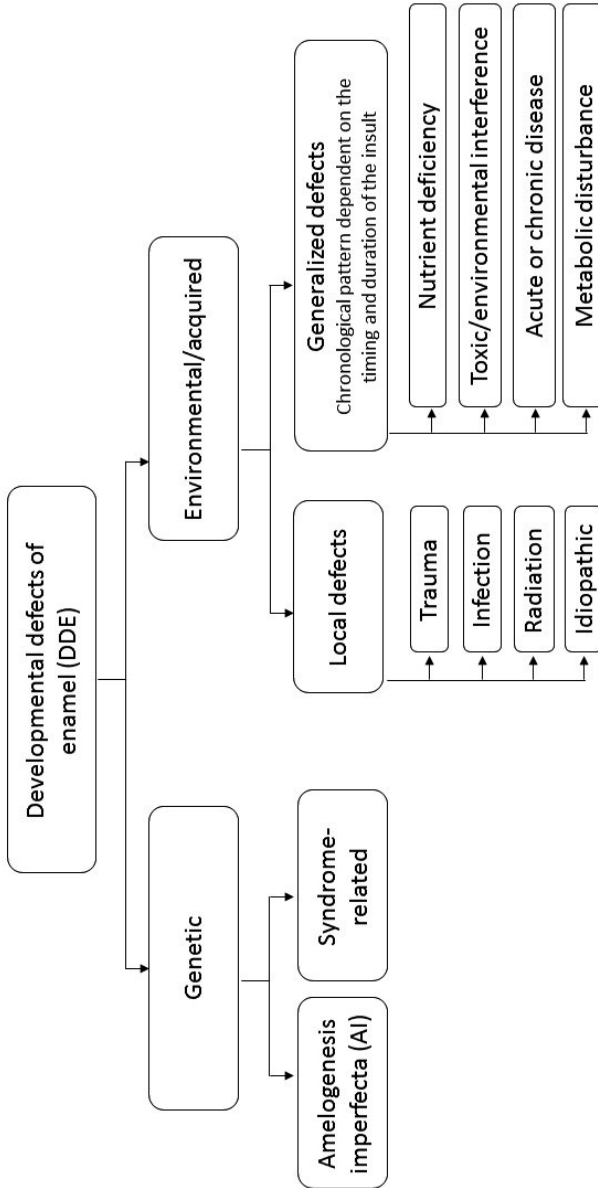 Developmental defects of
enamel (DDE)
Genetic
Environmental/acquired
Amelogenesis
imperfecta (AI)
Syndrome-
related
Local defects
Generalized defects
Chronological pattern dependent on the
timing and duration of the insult
Trauma
Infection
Radiation
Idiopathic
Nutrient deficiency
Toxic/environmental interference
Acute or chronic disease
Metabolic disturbance